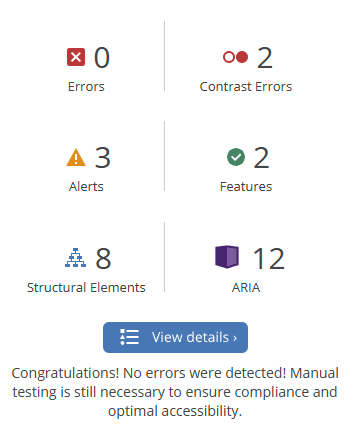 0
Errors
2
Contrast Errors
3
Alerts
2
Features
8
Structural Elements
12
ARIA
View details ›
Congratulations! No errors were detected! Manual
testing is still necessary to ensure compliance and
optimal accessibility.